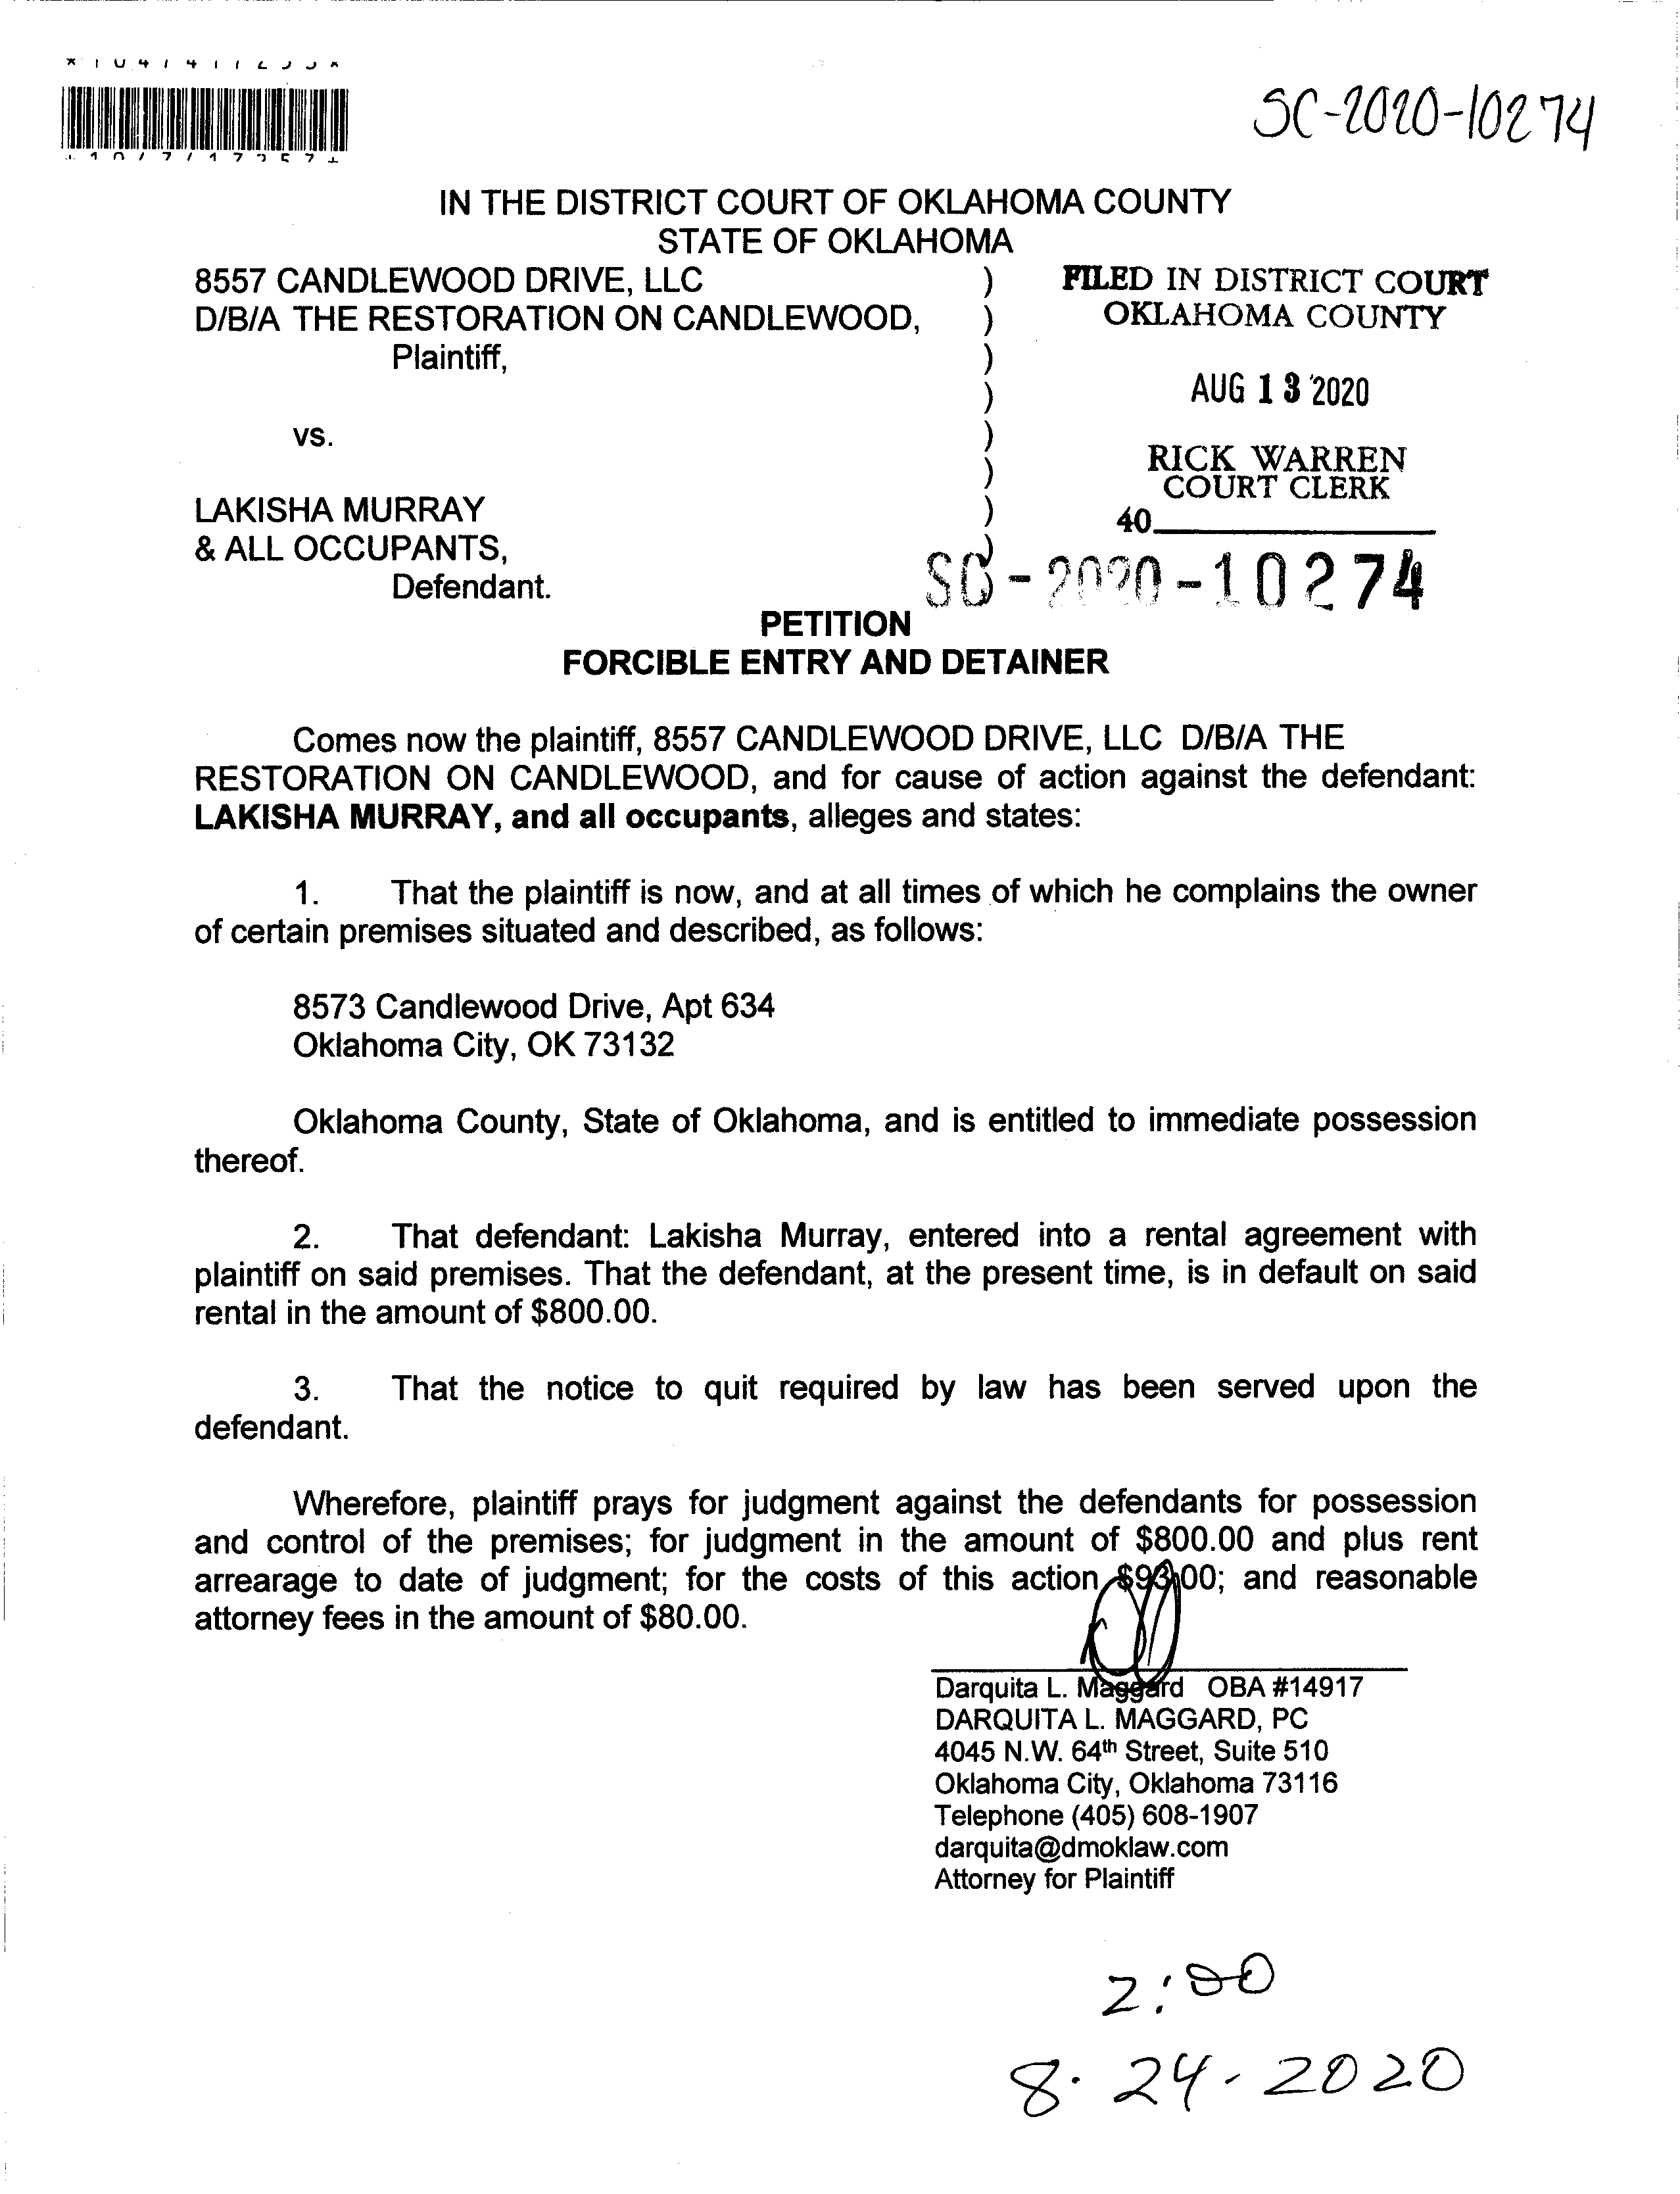 SC-2020-10274
IN THE DISTRICT COURT OF OKLAHOMA COUNTY
STATE OF OKLAHOMA
8557 CANDLEWOOD DRIVE, LLC )
D/B/A THE RESTORATION ON CANDLEWOOD, )
Plaintiff, )
)
vs. )
)
LAKISHA MURRAY )
& ALL OCCUPANTS, )
Defendant.
FILED IN DISTRICT COURT
OKLAHOMA COUNTY
AUG 13 2020
RICK WARREN
COURT CLERK
40
SC-2020-10274
PETITION
FORCIBLE ENTRY AND DETAINER
Comes now the plaintiff, 8557 CANDLEWOOD DRIVE, LLC D/B/A THE
RESTORATION ON CANDLEWOOD, and for cause of action against the defendant:
LAKISHA MURRAY, and all occupants, alleges and states:
1. That the plaintiff is now, and at all times of which he complains the owner
of certain premises situated and described, as follows:
8573 Candlewood Drive, Apt 634
Oklahoma City, OK 73132
Oklahoma County, State of Oklahoma, and is entitled to immediate possession
thereof.
2. That defendant: Lakisha Murray, entered into a rental agreement with
plaintiff on said premises. That the defendant, at the present time, is in default on said
rental in the amount of $800.00.
3. That the notice to quit required by law has been served upon the
defendant.
Wherefore, plaintiff prays for judgment against the defendants for possession
and control of the premises; for judgment in the amount of $800.00 and plus rent
arrearage to date of judgment; for the costs of this action $93.00; and reasonable
attorney fees in the amount of $80.00.
Darquita L. Maggard OBA #14917
DARQUITA L. MAGGARD, PC
4045 N.W. 64th Street, Suite 510
Oklahoma City, Oklahoma 73116
Telephone (405) 608-1907
darquita@dmoklaw.com
Attorney for Plaintiff
2:00
8. 24-2020